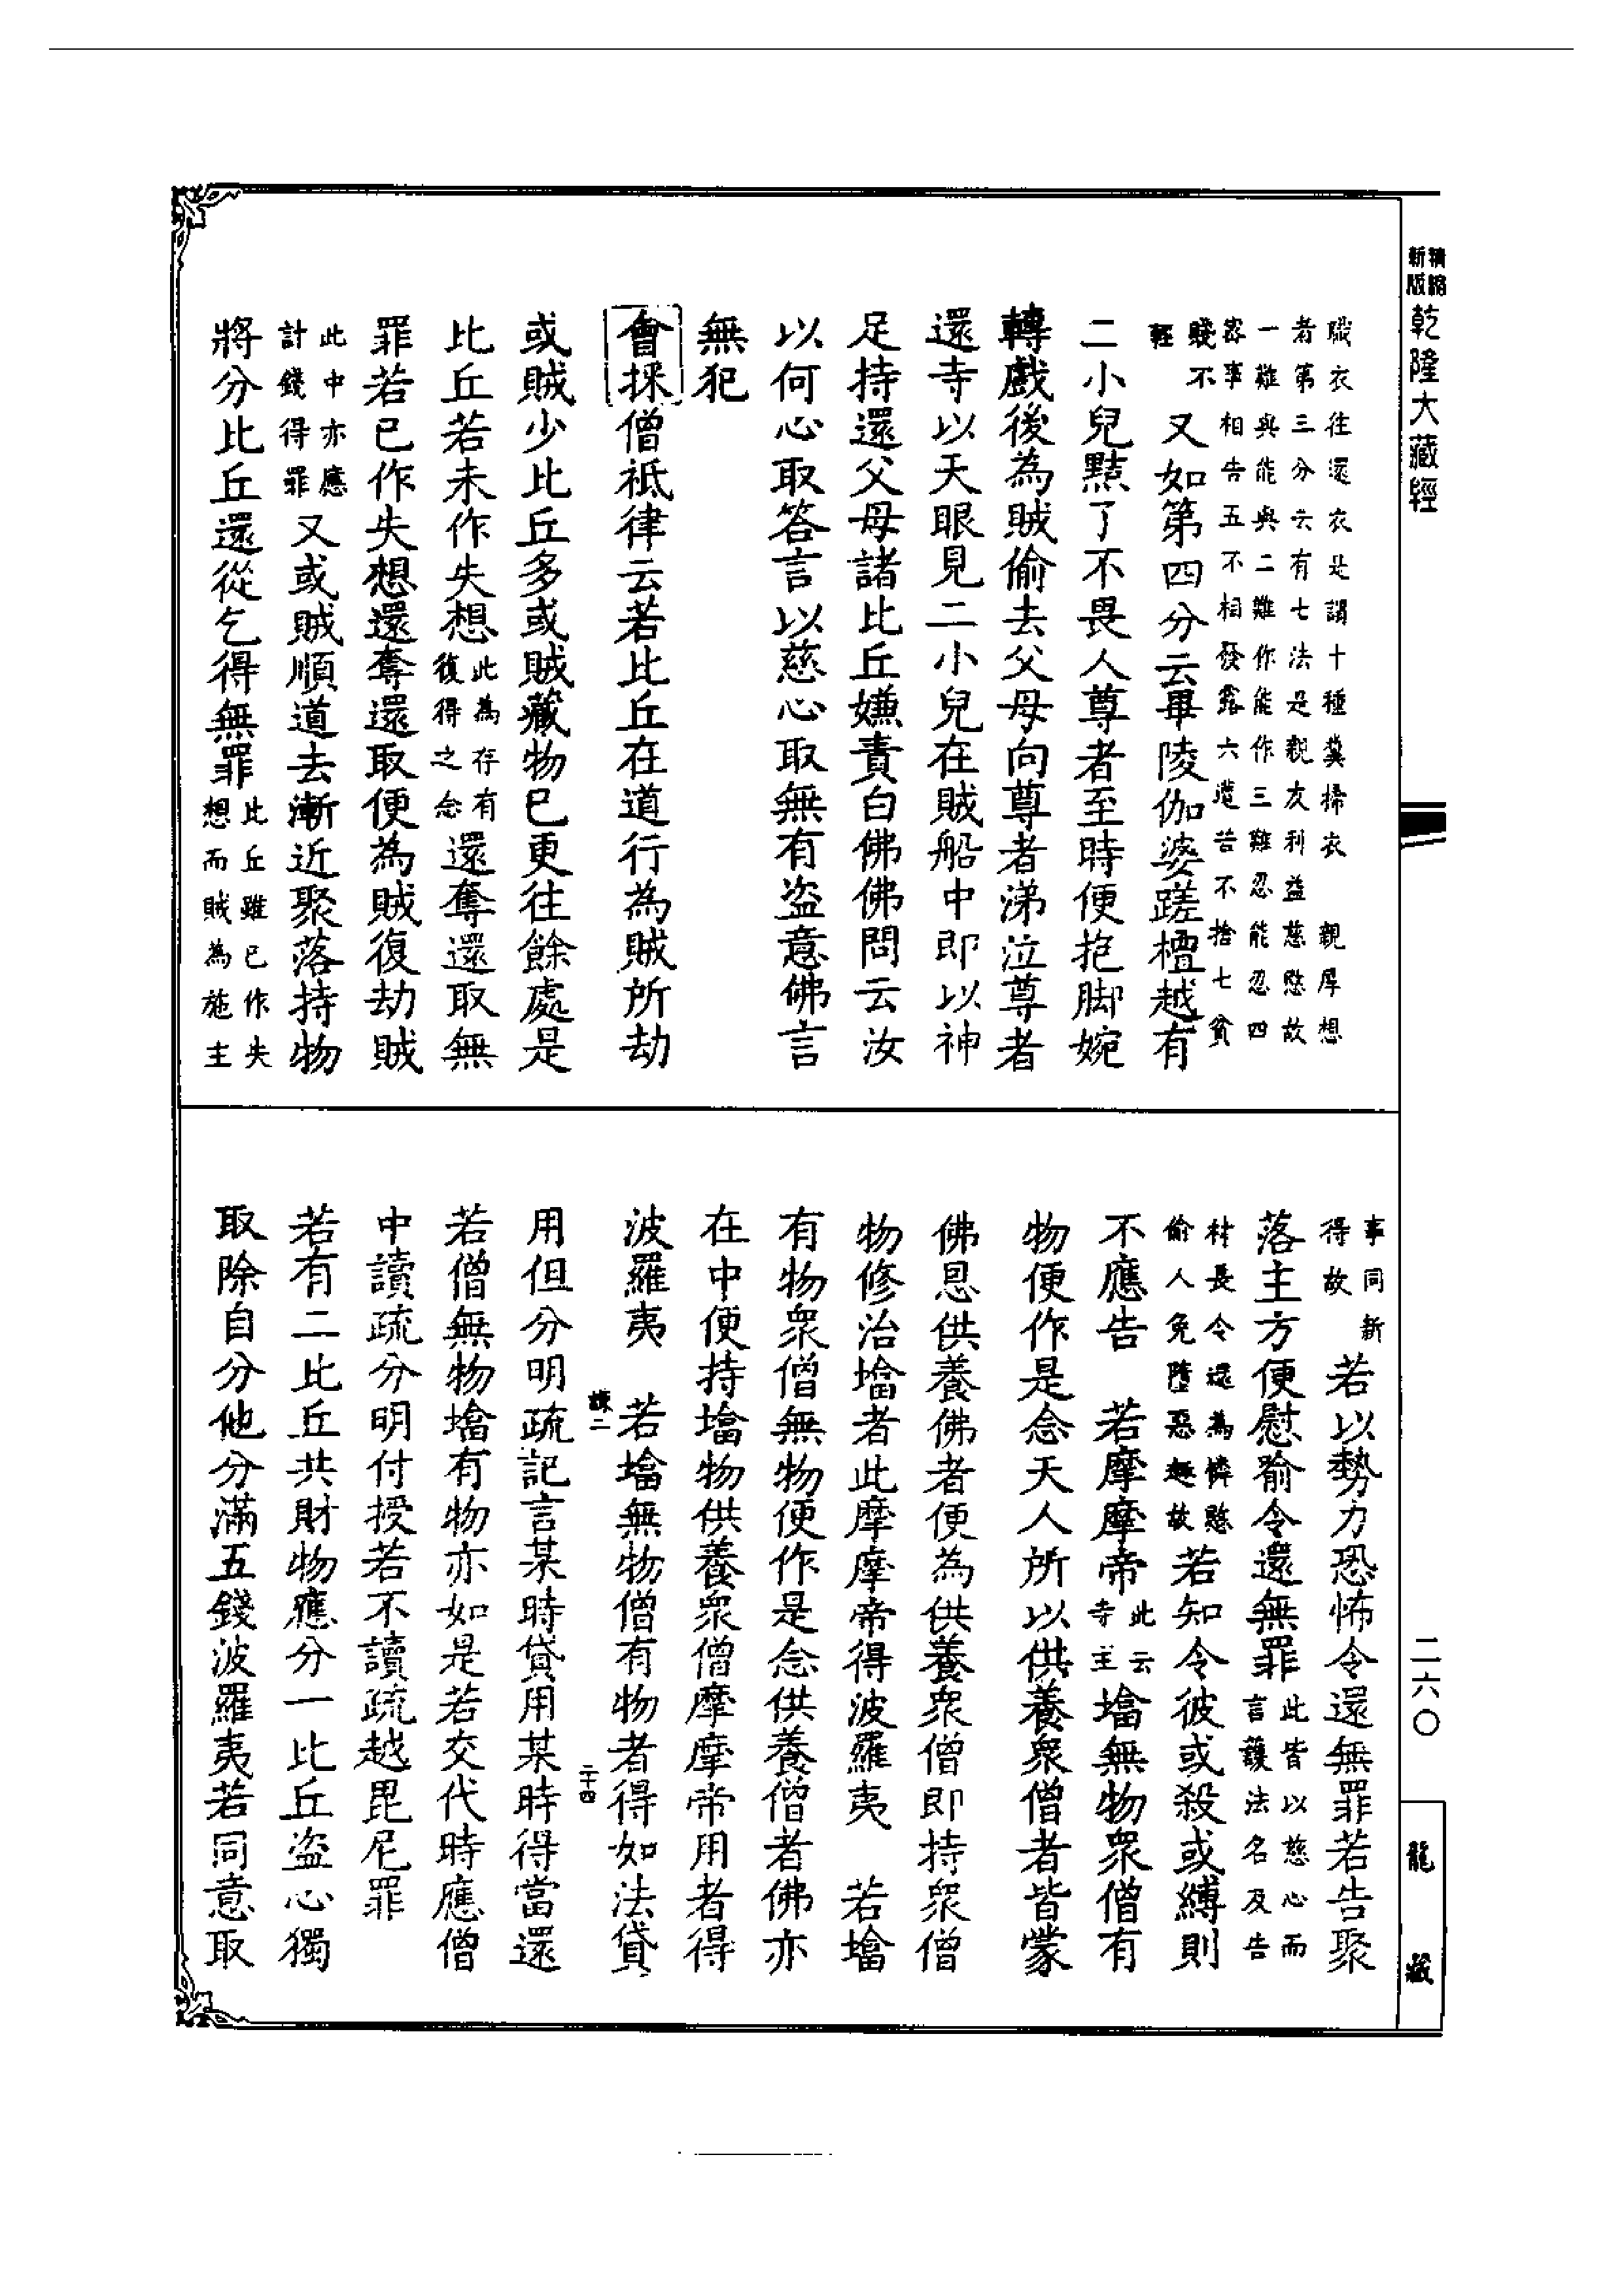 精縮新版乾隆大藏經
職衣往還衣是謂十種糞掃衣　親厚想
者第三分云有七法是親友利益慈愍故
一難與能與二難作能作三難忍能忍四
密事相告五不相發露六遭苦不捨七貧
賤不
輕
又如第四分云畢陵伽婆蹉檀越有
二小兒黠了不畏人尊者至時便抱脚婉
轉戲後為賊偷去父母向尊者涕泣尊者
還寺以天眼見二小兒在賊船中即以神
足持還父母諸比丘嫌責白佛佛問云汝
以何心取答言以慈心取無有盜意佛言
無犯
會採僧祇律云若比丘在道行為賊所劫
或賊少比丘多或賊藏物已更往餘處是
比丘若未作失想此為存有復得之念還奪還取無
罪若已作失想還奪還取便為賊復劫賊
此中亦應計錢得罪又或賊順道去漸近聚落持物
將分比丘還從乞得無罪此丘雖已作失想而賊為施主
事同新得故若以勢力恐怖令還無罪若告聚
落主方便慰喻令還無罪此皆以慈心而言護法名及告
村長令還為憐愍偷人免墮惡趣故若知令彼或殺或縛則
不應告　若摩摩帝此云寺主㙮無物眾僧有
物便作是念天人所以供養眾僧者皆蒙
佛恩供養佛者便為供養眾僧即持眾僧
物修治㙮者此摩摩帝得波羅夷　若㙮
有物眾僧無物便作是念供養僧者佛亦
在中便持㙮物供養眾僧摩摩帝用者得
波羅夷　若㙮無物僧有物者得如法貸
諫二
二十四
用但分明疏記言某時貸用某時得當還
若僧無物㙮有物亦如是若交代時應僧
中讀疏分明付授若不讀疏越毘尼罪
若有二比丘共財物應分一比丘盜心獨
取除自分他分滿五錢波羅夷若同意取
二六〇
龍藏